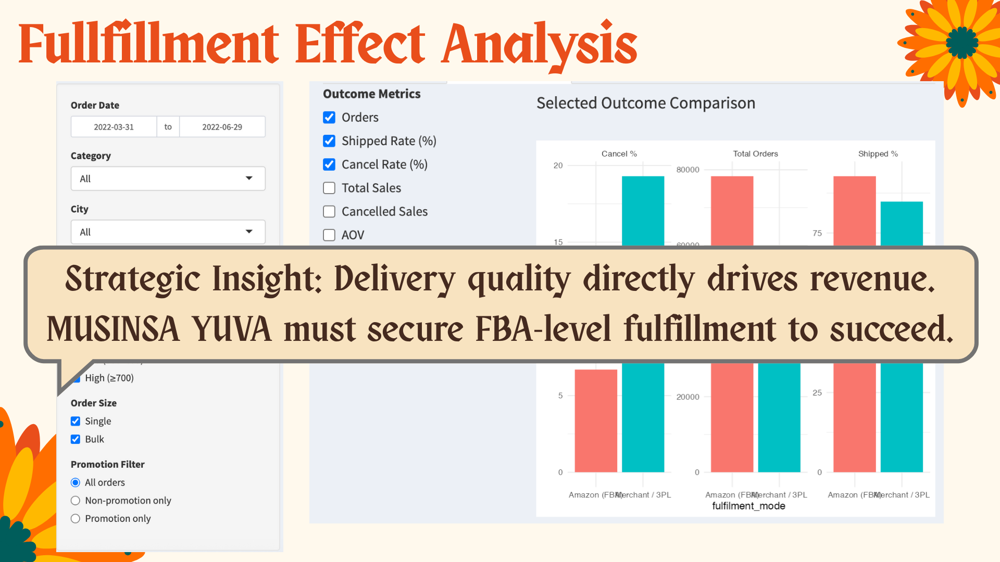 Fullfillment Effect Analysis
Order Date
2022-03-31 to 2022-06-29
Category
All
City
All
High (≥700)
Order Size
Single
Bulk
Promotion Filter
All orders
Non-promotion only
Promotion only
Outcome Metrics
Orders
Shipped Rate (%)
Cancel Rate (%)
Total Sales
Cancelled Sales
AOV
Selected Outcome Comparison
Cancel %
Total Orders
Shipped %
20
15
5
0
80000
60000
20000
0
75
25
0
Amazon (FBA) Merchant / 3PL
Amazon (FBA) Merchant / 3PL
Amazon (FBA) Merchant / 3PL
fulfilment_mode
Strategic Insight: Delivery quality directly drives revenue.
MUSINSA YUVA must secure FBA-level fulfillment to succeed.